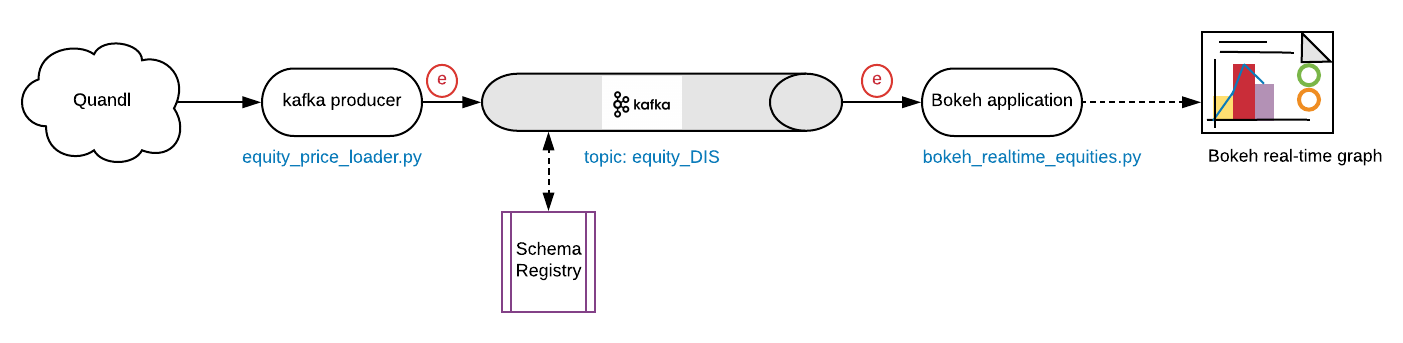 Quandl
kafka producer
equity_price_loader.py
e
kafka
topic: equity_DIS
Schema
Registry
e
Bokeh application
bokeh_realtime_equities.py
Bokeh real-time graph